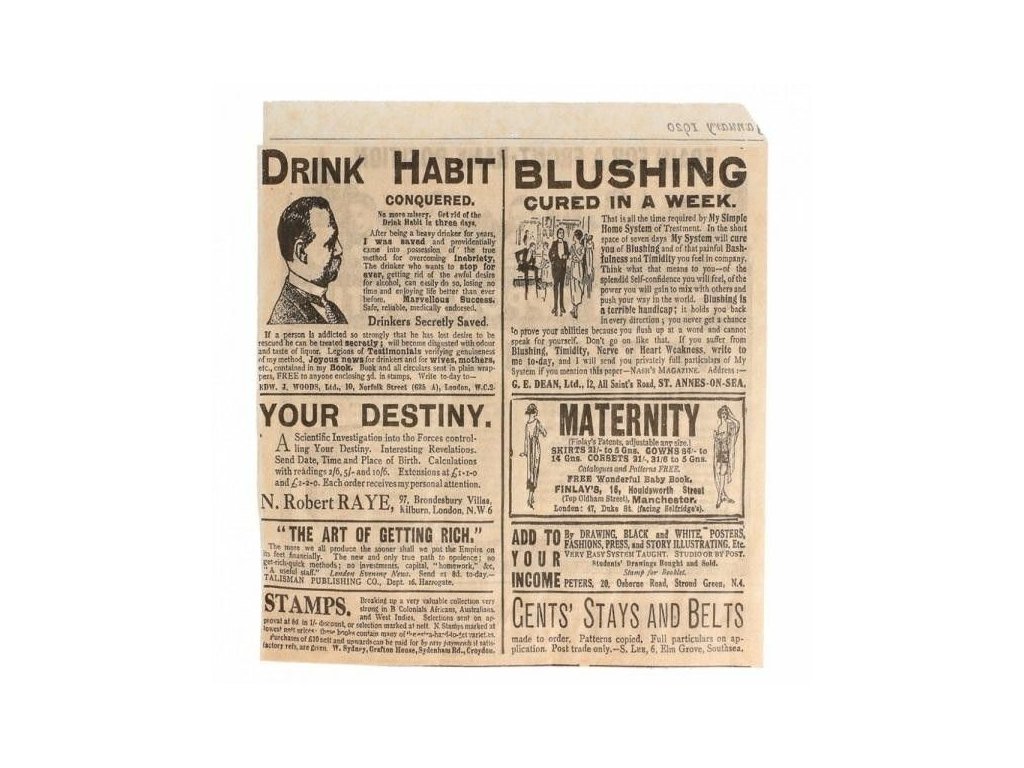 January 1920
DRINK HABIT
CONQUERED.
No more misery. Get rid of the
Drink Habit in three days.
After being a heavy drinker for years,
I was saved and providentially
came into possession of the true
method for overcoming inebriety,
The drinker who wants to stop for
ever, getting rid of the awful desire
for alcohol, can easily do so, losing no
time and enjoying life better than ever
before. Marvellous Success.
Safe, reliable, medically endorsed.
Drinkers Secretly Saved.
If a person is addicted so strongly that he has lost desire to be
rescued he can be treated secretly; will become disgusted with odour
and taste of liquor. Legions of Testimonials verifying genuineness
of my method, Joyous news for drinkers and for wives, mothers,
etc., contained in my Book. Book and all circulars sent in plain wrap-
pers, FREE to anyone enclosing 3d. in stamps. Write to-day to—
EDW. J. WOODS, Ltd., 10, Norfolk Street (625 A), London, W.C.2
YOUR DESTINY.
A Scientific Investigation into the Forces control-
ling Your Destiny. Interesting Revelations.
Send Date, Time and Place of Birth. Calculations
with readings 2/6, 5/- and 10/6. Extensions at £1-1-0
and £2-2-0. Each order receives my personal attention.
N. Robert RAYE, 97, Brondesbury Villas,
Kilburn, London, N.W 6
"THE ART OF GETTING RICH."
The more we all produce the sooner shall we put the Empire on
its feet financially. The new and only true path to opulence; no
get-rich-quick methods; no investments, capital, "homework," &c,
"A useful staff." London Evening News. Send 2s 8d. to-day.—
TALISMAN PUBLISHING CO., Dept. 16, Harrogate.
STAMPS. Breaking up a very valuable collection very
strong in B Colonials Africans, Australians,
and West Indies. Selections sent on ap-
proval at 6d. in 1/- discount, or selection marked at nett. N. Stamps marked at
lowest nett prices; these books contain many of the
Purchases of £10 nett and upwards can be paid for by easy payments if satis-
factory refs, are given. W. Sydney, Grafton House, Sydenham Rd., Croydon.
BLUSHING
CURED IN A WEEK.
That is all the time required by My Simple
Home System of Treatment. In the short
space of seven days My System will cure
you of Blushing and of that painful Bash-
fulness and Timidity you feel in company.
Think what that means to you—of the
splendid Self-confidence you will feel, of the
power you will gain to mix with others and
push your way in the world. Blushing is
a terrible handicap; it holds you back
in every direction; you never get a chance
to prove your abilities because you flush up at a word and cannot
speak for yourself. Don't go on like that. If you suffer from
Blushing, Timidity, Nerve or Heart Weakness, write to
me to-day, and I will send you privately full particulars of My
System if you mention this paper—NASH'S MAGAZINE. Address:—
G. E. DEAN, Ltd., 12, All Saint's Road, ST. ANNES-ON-SEA.
MATERNITY
(Finlay's Patents, adjustable any size.)
SKIRTS 21/- to 5 Gns. GOWNS 84/- to
14 Gns. CORSETS 21/-, 31/6 to 5 Gns.
Catalogues and Patterns FREE.
FREE Wonderful Baby Book.
FINLAY'S, 16, Houldsworth Street
(Top Oldham Street), Manchester.
London: 47, Duke St. (facing Selfridge's).
ADD TO YOUR INCOME
By DRAWING, BLACK and WHITE, POSTERS,
FASHIONS, PRESS, and STORY ILLUSTRATING, Etc.
VERY EASY SYSTEM TAUGHT. STUDIO OR BY POST.
Students' Drawings Bought and Sold.
Stamp for Booklet.
PETERS, 20, Osborne Road, Strond Green, N.4.
GENTS' STAYS AND BELTS
made to order. Patterns copied. Full particulars on ap-
plication. Post trade only.—S. LEE, 6, Elm Grove, Southsea.